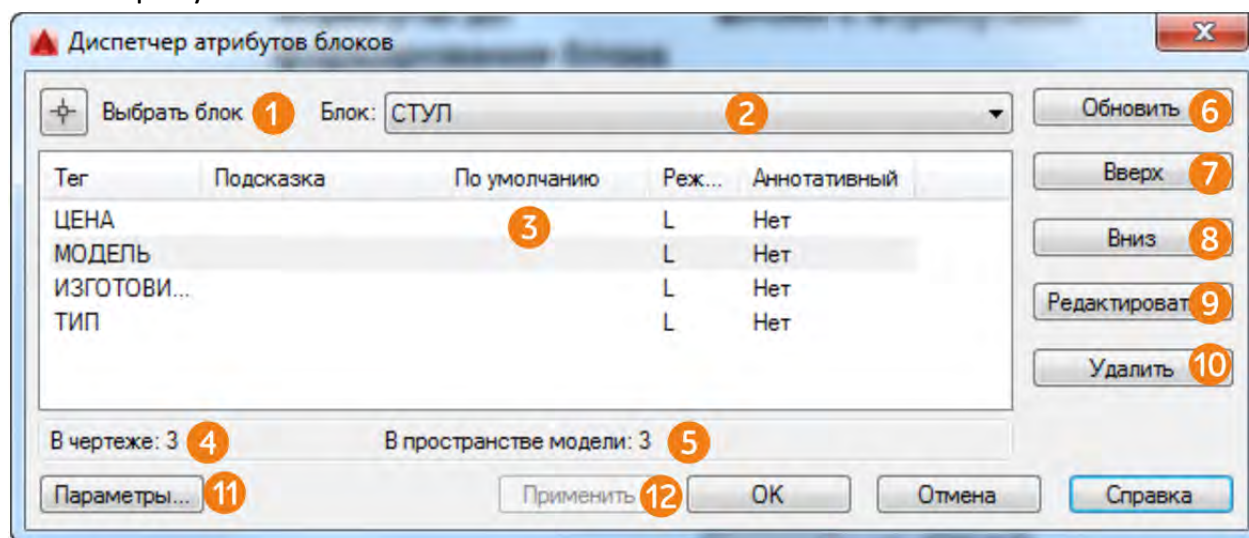 Диспетчер атрибутов блоков
Выбрать блок 1 Блок: СТУЛ 2 Обновить 6
Тег Подсказка По умолчанию Реж... Аннотативный Вверх 7
ЦЕНА 3 L Нет
МОДЕЛЬ L Нет Вниз 8
ИЗГОТОВИ... L Нет
Редактироват 9
ТИП L Нет
Удалить 10
В чертеже: 3 4 В пространстве модели: 3 5
Параметры... 11 Применить 12 ОК Отмена Справка